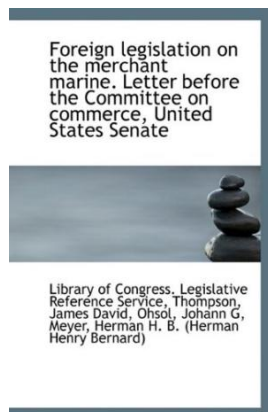 Foreign legislation on
the merchant
marine. Letter before
the Committee on
commerce, United
States Senate
Library of Congress. Legislative
Reference Service, Thompson,
James David, Ohsol, Johann G,
Meyer, Herman H. B. (Herman
Henry Bernard)